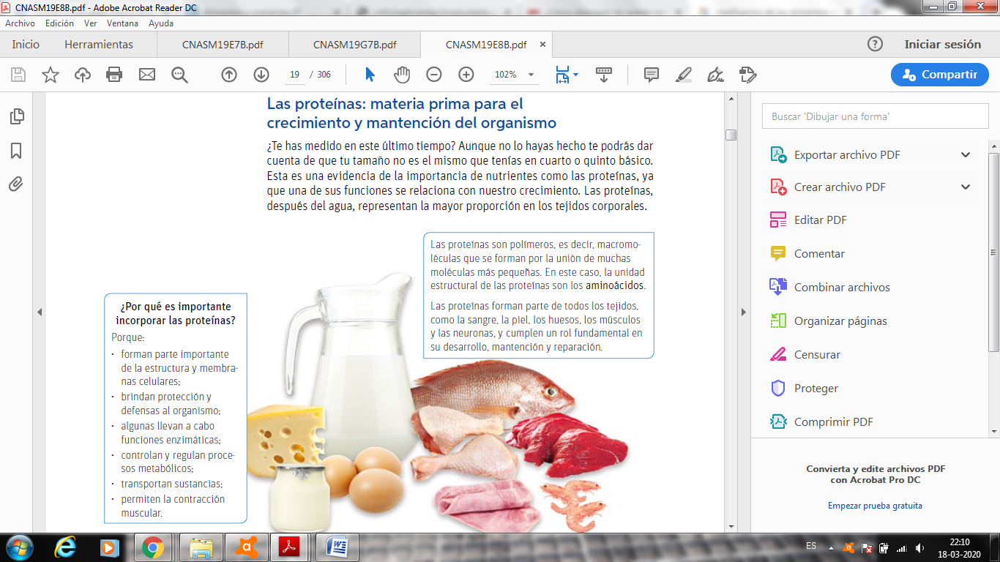 CNASM19E8B.pdf - Adobe Acrobat Reader DC
Archivo Edición Ver Ventana Ayuda
Inicio Herramientas CNASM19E7B.pdf CNASM19G7B.pdf CNASM19E8B.pdf × Iniciar sesión
19 / 306 102% Compartir
Las proteínas: materia prima para el
crecimiento y mantención del organismo
¿Te has medido en este último tiempo? Aunque no lo hayas hecho te podrás dar
cuenta de que tu tamaño no es el mismo que tenías en cuarto o quinto básico.
Esta es una evidencia de la importancia de nutrientes como las proteínas, ya
que una de sus funciones se relaciona con nuestro crecimiento. Las proteínas,
después del agua, representan la mayor proporción en los tejidos corporales.
Las proteínas son polímeros, es decir, macromo-
léculas que se forman por la unión de muchas
moléculas más pequeñas. En este caso, la unidad
estructural de las proteínas son los aminoácidos.
Las proteínas forman parte de todos los tejidos,
como la sangre, la piel, los huesos, los músculos
y las neuronas, y cumplen un rol fundamental en
su desarrollo, mantención y reparación.
¿Por qué es importante
incorporar las proteínas?
Porque:
• forman parte importante
de la estructura y membra-
nas celulares;
• brindan protección y
defensas al organismo;
• algunas llevan a cabo
funciones enzimáticas;
• controlan y regulan proce-
sos metabólicos;
• transportan sustancias;
• permiten la contracción
muscular.
Buscar 'Dibujar una forma'
Exportar archivo PDF
Crear archivo PDF
Editar PDF
Comentar
Combinar archivos
Organizar páginas
Censurar
Proteger
Comprimir PDF
Convierta y edite archivos PDF
con Acrobat Pro DC
Empezar prueba gratuita
ES 22:10
18-03-2020